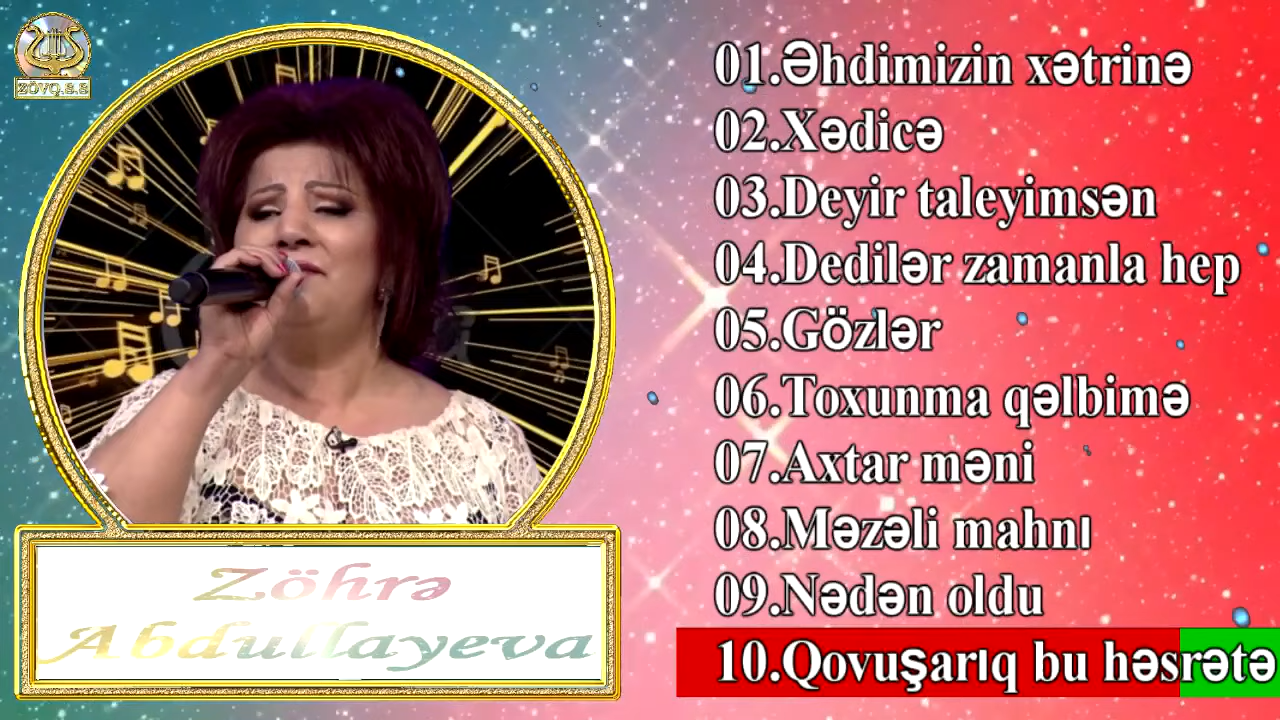 ZÖVQ.S.S
01.Əhdimizin xətrinə
02.Xədicə
03.Deyir taleyimsən
04.Dedilər zamanla hep
05.Gözlər
06.Toxunma qəlbimə
07.Axtar məni
08.Məzəli mahnı
09.Nədən oldu
10.Qovuşarıq bu həsrətə
Zöhrə
Abdullayeva